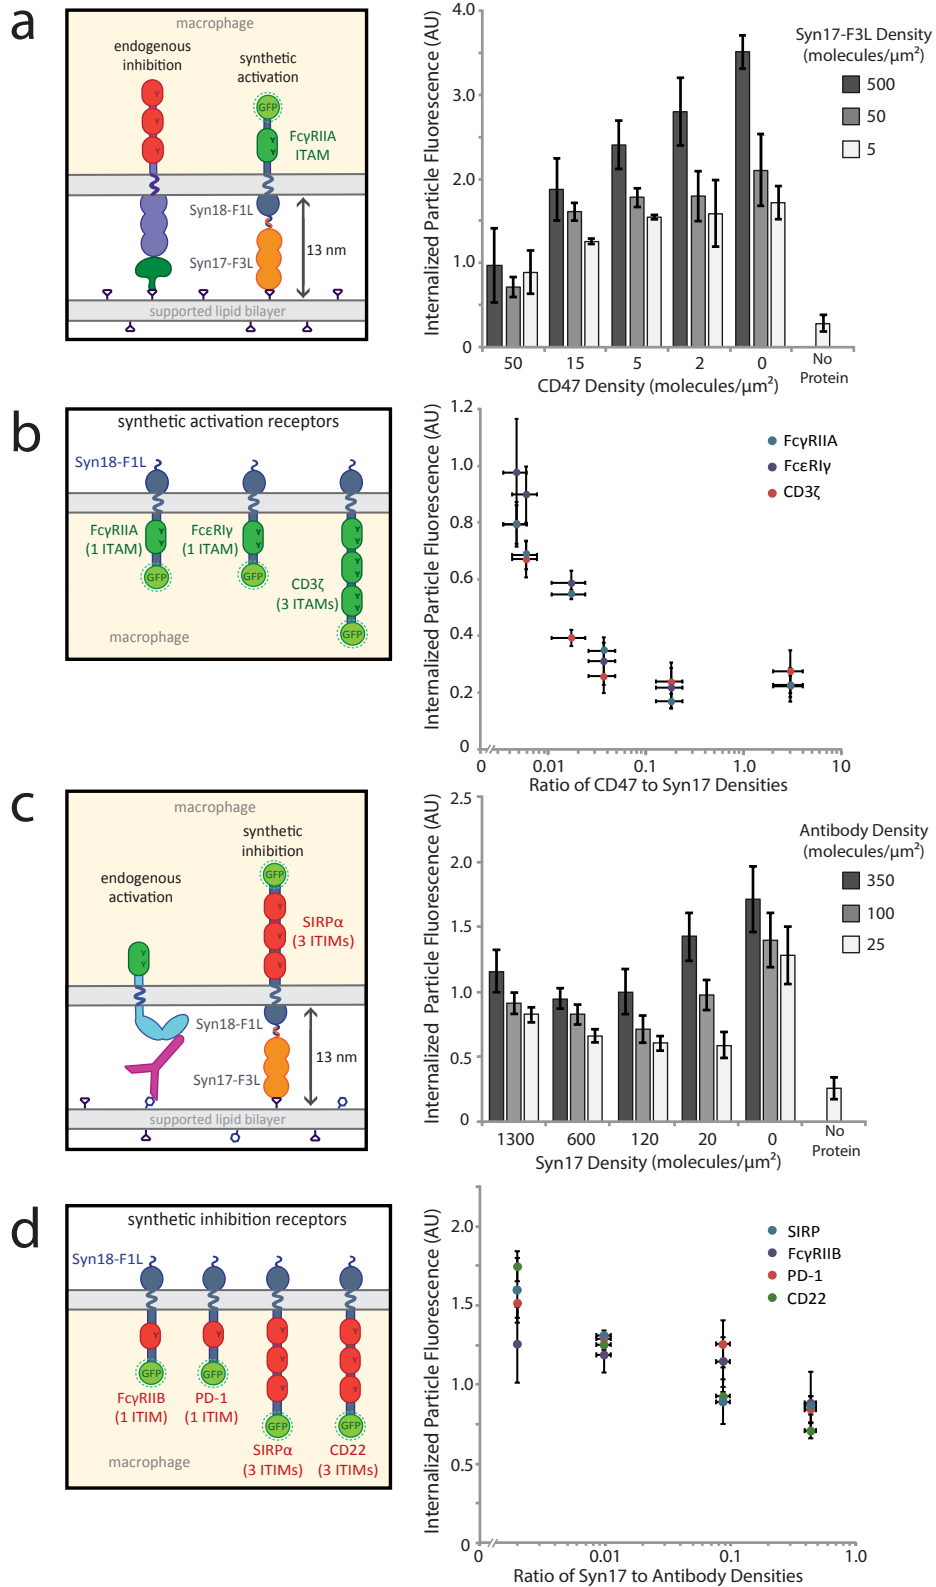 a
macrophage
endogenous
inhibition
synthetic
activation
Y
Y
Y
GFP
Y
Y
FcγRIIA
ITAM
Syn18-F1L
Syn17-F3L
13 nm
supported lipid bilayer
Internalized Particle Fluorescence (AU)
4.0
3.0
2.0
1.0
0
50
15
5
2
0
No
Protein
CD47 Density (molecules/µm²)
Syn17-F3L Density
(molecules/µm²)
500
50
5
b
synthetic activation receptors
Syn18-F1L
FcγRIIA
(1 ITAM)
Y
Y
GFP
FcεRIγ
(1 ITAM)
Y
Y
GFP
CD3ζ
(3 ITAMs)
Y
Y
Y
Y
Y
Y
GFP
macrophage
Internalized Particle Fluorescence (AU)
1.2
1.0
0.8
0.6
0.4
0.2
0
0
0.01
0.1
1.0
10
Ratio of CD47 to Syn17 Densities
FcγRIIA
FcεRIγ
CD3ζ
c
macrophage
synthetic
inhibition
endogenous
activation
GFP
Y
Y
Y
SIRPα
(3 ITIMs)
Y
Y
Syn18-F1L
Syn17-F3L
13 nm
supported lipid bilayer
Internalized Particle Fluorescence (AU)
2.5
2.0
1.5
1.0
0.5
0
1300
600
120
20
0
No
Protein
Syn17 Density (molecules/µm²)
Antibody Density
(molecules/µm²)
350
100
25
d
synthetic inhibition receptors
Syn18-F1L
Y
GFP
FcγRIIB
(1 ITIM)
Y
GFP
PD-1
(1 ITIM)
Y
Y
Y
GFP
SIRPα
(3 ITIMs)
Y
Y
Y
GFP
CD22
(3 ITIMs)
macrophage
Internalized Particle Fluorescence (AU)
2.0
1.5
1.0
0.5
0
0
0.01
0.1
1.0
Ratio of Syn17 to Antibody Densities
SIRP
FcγRIIB
PD-1
CD22